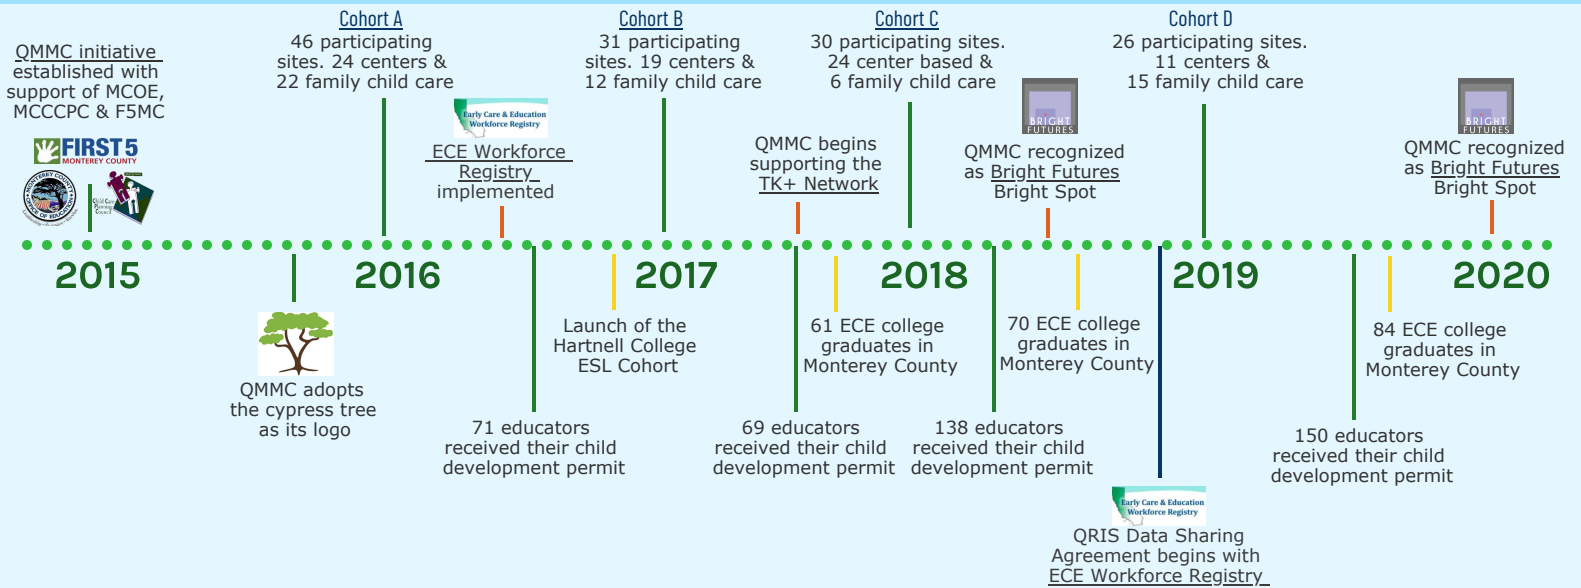 QMMC initiative
established with
support of MCOE,
MCCCPC & F5MC
FIRST 5
MONTEREY COUNTY
MONTEREY COUNTY
OFFICE OF EDUCATION
Child Care
Planning
Council
Cohort A
46 participating
sites. 24 centers &
22 family child care
Early Care & Education
Workforce Registry
ECE Workforce
Registry
implemented
Cohort B
31 participating
sites. 19 centers &
12 family child care
QMMC begins
supporting the
TK+ Network
Cohort C
30 participating sites.
24 center based &
6 family child care
BRIGHT
FUTURES
QMMC recognized
as Bright Futures
Bright Spot
Cohort D
26 participating sites.
11 centers &
15 family child care
BRIGHT
FUTURES
QMMC recognized
as Bright Futures
Bright Spot
2015
2016
2017
2018
2019
2020
QMMC adopts
the cypress tree
as its logo
71 educators
received their child
development permit
Launch of the
Hartnell College
ESL Cohort
69 educators
received their child
development permit
61 ECE college
graduates in
Monterey County
138 educators
received their child
development permit
70 ECE college
graduates in
Monterey County
Early Care & Education
Workforce Registry
QRIS Data Sharing
Agreement begins with
ECE Workforce Registry
150 educators
received their child
development permit
84 ECE college
graduates in
Monterey County